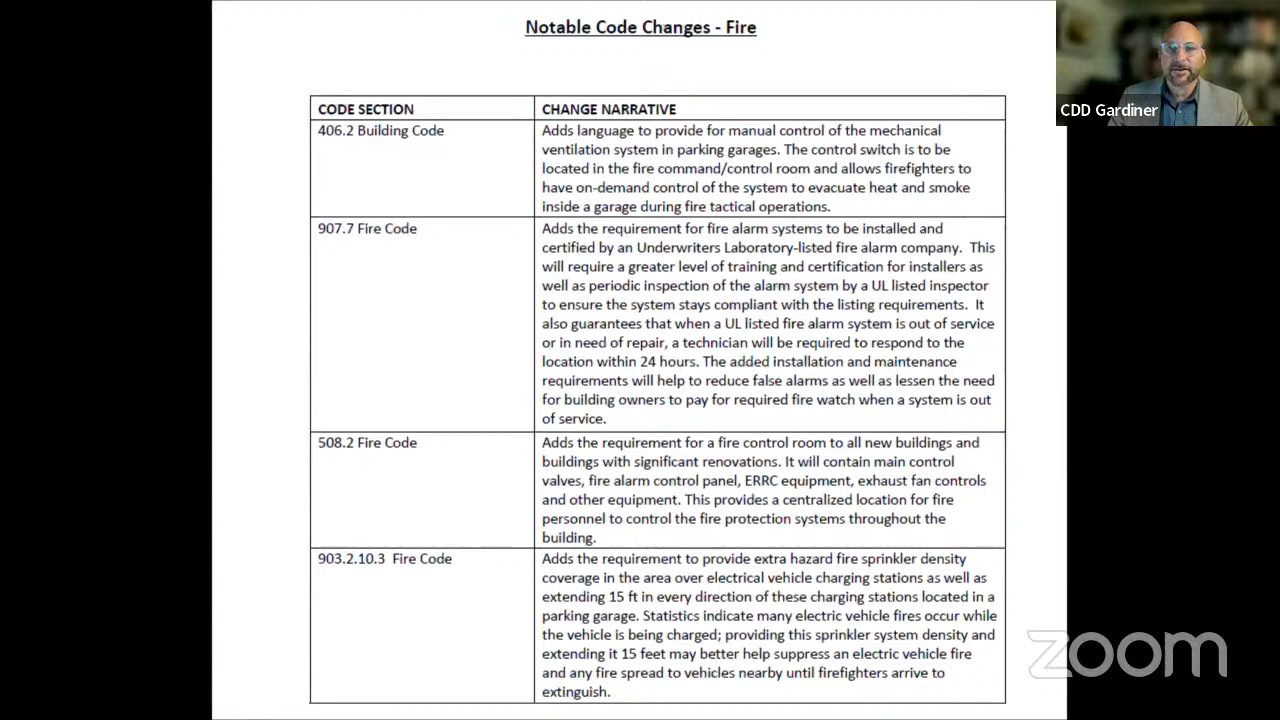 Notable Code Changes - Fire
CDD Gardiner
CODE SECTION
CHANGE NARRATIVE
406.2 Building Code
Adds language to provide for manual control of the mechanical
ventilation system in parking garages. The control switch is to be
located in the fire command/control room and allows firefighters to
have on-demand control of the system to evacuate heat and smoke
inside a garage during fire tactical operations.
907.7 Fire Code
Adds the requirement for fire alarm systems to be installed and
certified by an Underwriters Laboratory-listed fire alarm company. This
will require a greater level of training and certification for installers as
well as periodic inspection of the alarm system by a UL listed inspector
to ensure the system stays compliant with the listing requirements. It
also guarantees that when a UL listed fire alarm system is out of service
or in need of repair, a technician will be required to respond to the
location within 24 hours. The added installation and maintenance
requirements will help to reduce false alarms as well as lessen the need
for building owners to pay for required fire watch when a system is out
of service.
508.2 Fire Code
Adds the requirement for a fire control room to all new buildings and
buildings with significant renovations. It will contain main control
valves, fire alarm control panel, ERRC equipment, exhaust fan controls
and other equipment. This provides a centralized location for fire
personnel to control the fire protection systems throughout the
building.
903.2.10.3 Fire Code
Adds the requirement to provide extra hazard fire sprinkler density
coverage in the area over electrical vehicle charging stations as well as
extending 15 ft in every direction of these charging stations located in a
parking garage. Statistics indicate many electric vehicle fires occur while
the vehicle is being charged; providing this sprinkler system density and
extending it 15 feet may better help suppress an electric vehicle fire
and any fire spread to vehicles nearby until firefighters arrive to
extinguish.
zoom